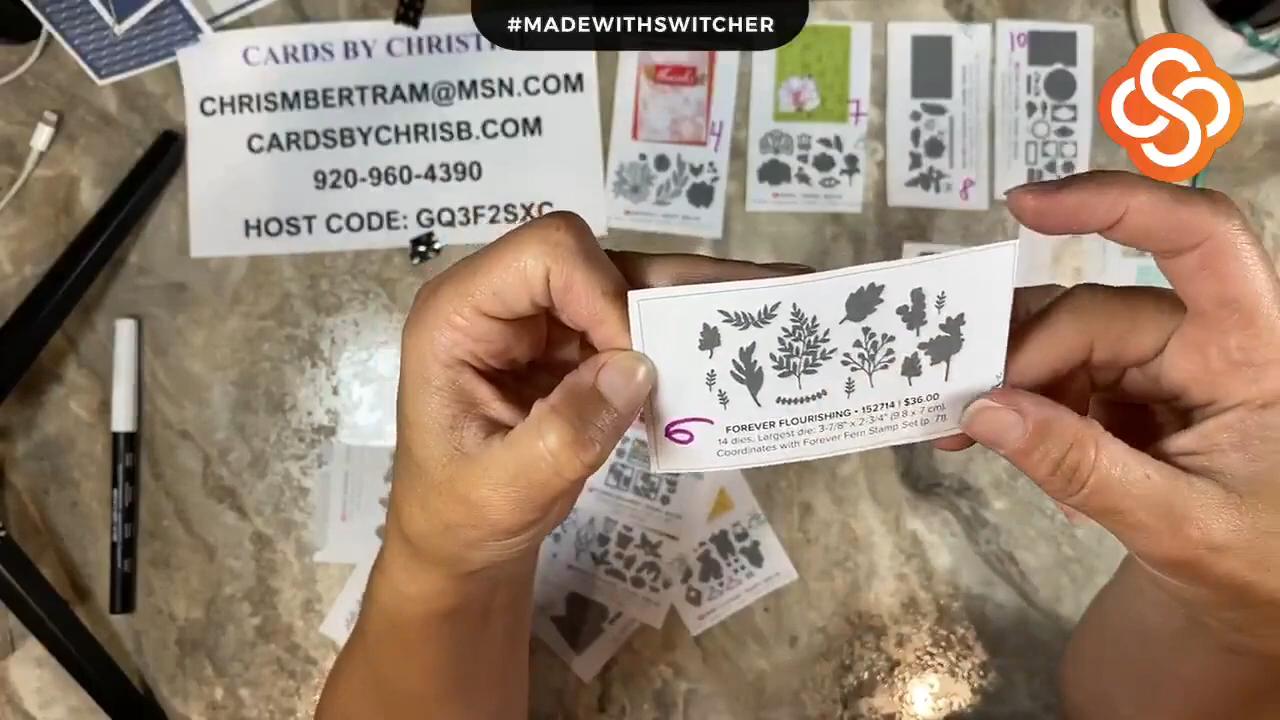 #MADEWITHSWITCHER
CARDS BY CHRISTI
CHRISMBERTRAM@MSN.COM
CARDSBYCHRISB.COM
920-960-4390
HOST CODE: GQ3F2SXC
4
7
8
10
6
FOREVER FLOURISHING • 152714 | $36.00
14 dies. Largest die: 3-7/8" x 2-3/4" (9.8 x 7 cm).
Coordinates with Forever Fern Stamp Set (p. 71).